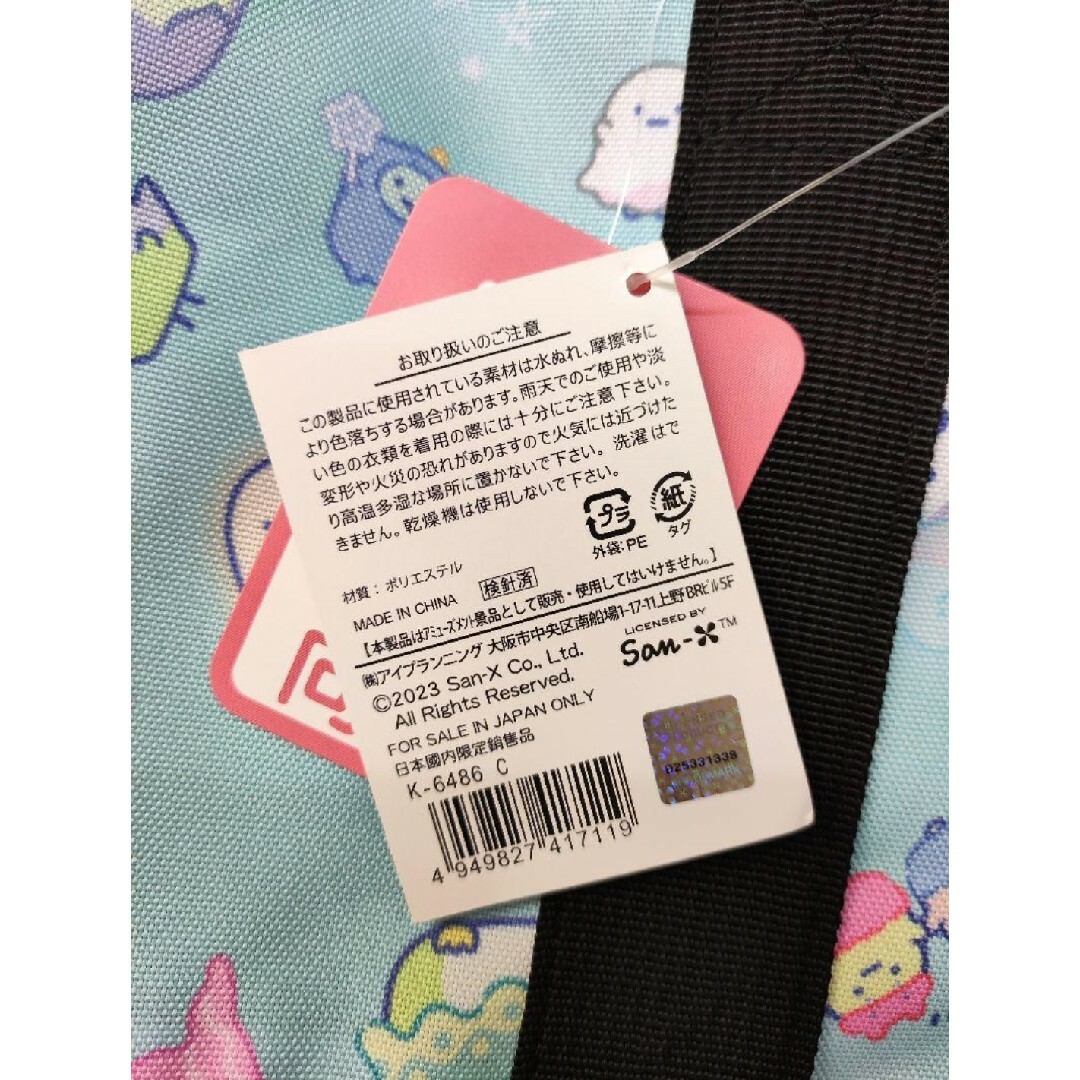 お取り扱いのご注意
この製品に使用されている素材は水ぬれ、摩擦等に
より色落ちする場合があります。雨天でのご使用や淡
い色の衣類を着用の際には十分にご注意下さい。
変形や火災の恐れがありますので火気には近づけた
り高温多湿な場所に置かないで下さい。洗濯はで
きません。乾燥機は使用しないで下さい。
プラ
外袋:PE
紙
タグ
材質:ポリエステル
MADE IN CHINA
検針済
【本製品はアミューズメント景品として販売・使用してはいけません。】
㈱アイプランニング 大阪市中央区南船場1-17-11上野BRビル5F
©2023 San-X Co., Ltd.
All Rights Reserved.
LICENSED BY
San-X™
FOR SALE IN JAPAN ONLY
日本國内限定銷售品
K-6486 C
4 949827 417119
025331339